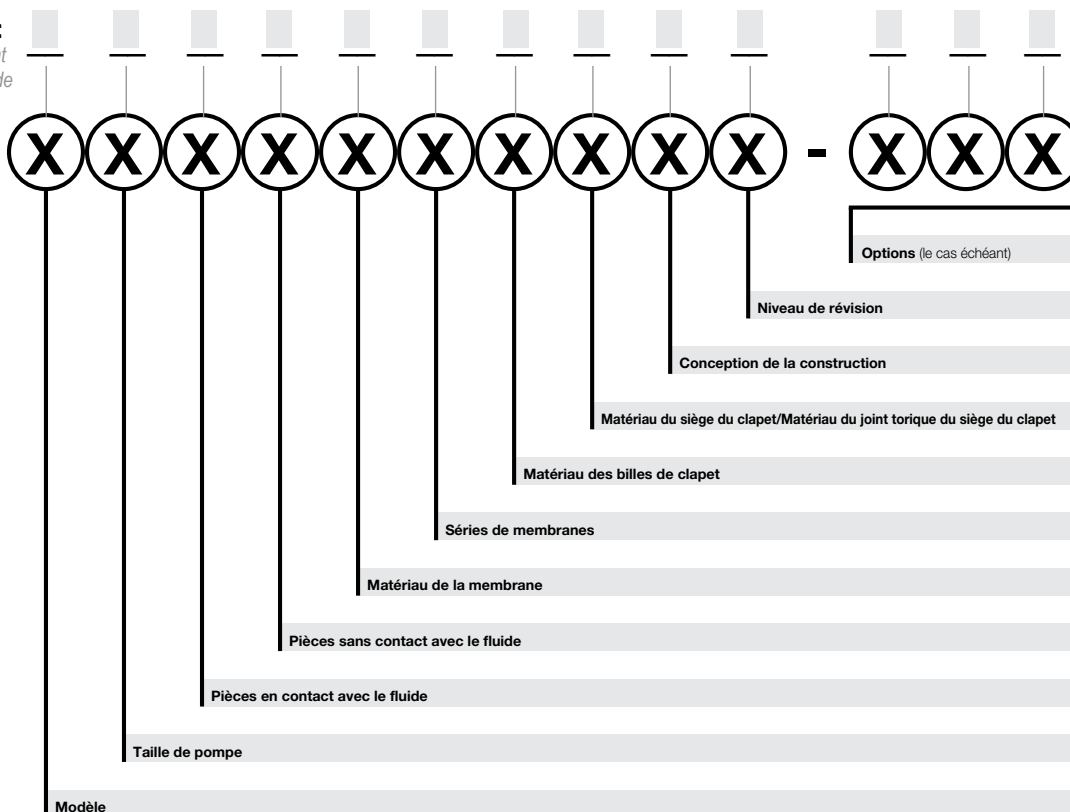 :
de
X X X X X X X X X X - X X X
Options (le cas échéant)
Niveau de révision
Conception de la construction
Matériau du siège du clapet/Matériau du joint torique du siège du clapet
Matériau des billes de clapet
Séries de membranes
Matériau de la membrane
Pièces sans contact avec le fluide
Pièces en contact avec le fluide
Taille de pompe
Modèle